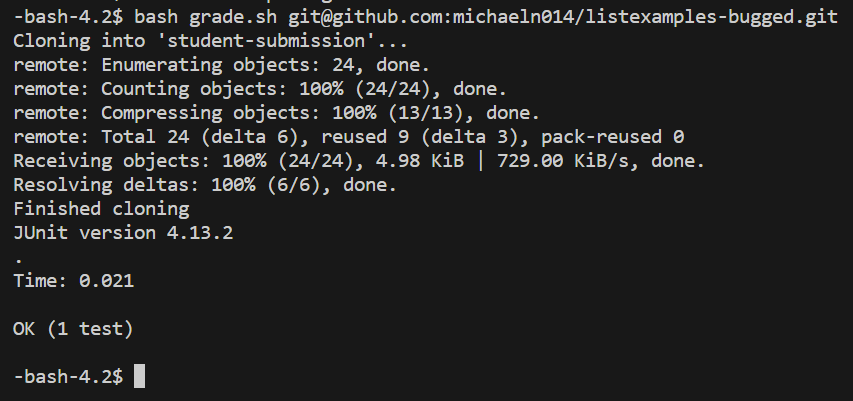 -bash-4.2$ bash grade.sh git@github.com:michaeln014/listexamples-bugged.git
Cloning into 'student-submission'...
remote: Enumerating objects: 24, done.
remote: Counting objects: 100% (24/24), done.
remote: Compressing objects: 100% (13/13), done.
remote: Total 24 (delta 6), reused 9 (delta 3), pack-reused 0
Receiving objects: 100% (24/24), 4.98 KiB | 729.00 KiB/s, done.
Resolving deltas: 100% (6/6), done.
Finished cloning
JUnit version 4.13.2
.
Time: 0.021
OK (1 test)
-bash-4.2$